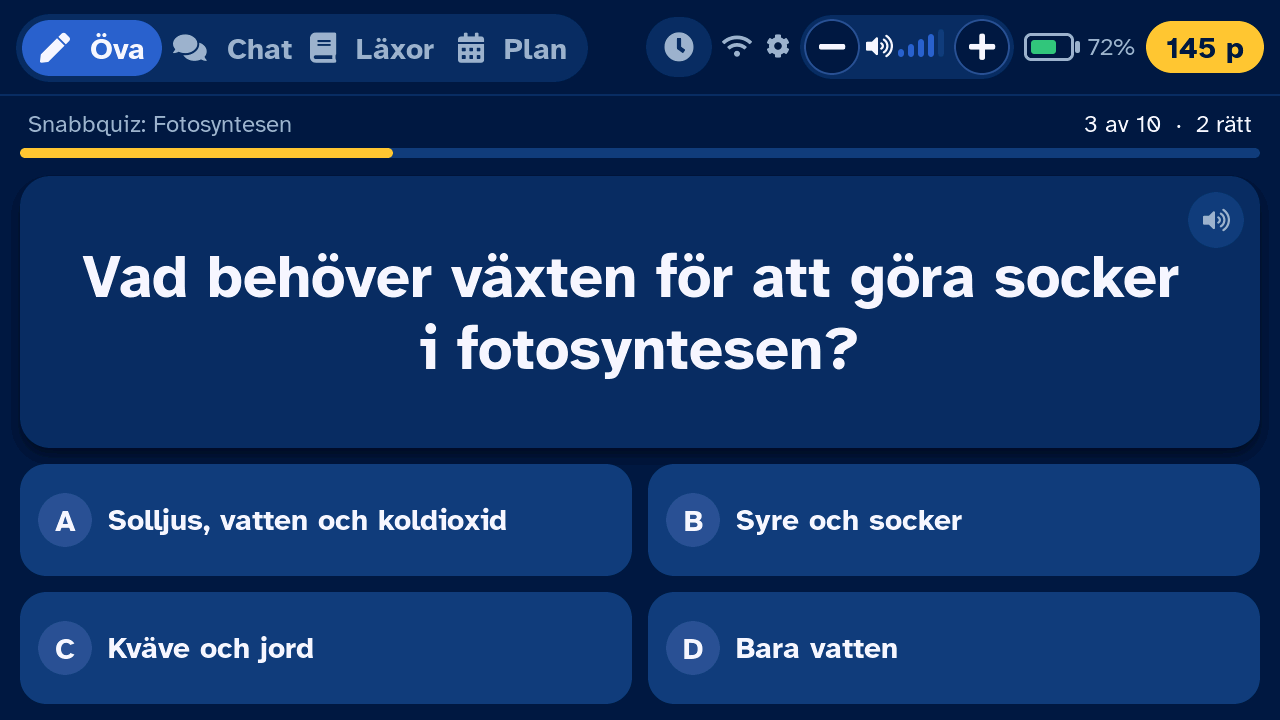 Öva Chat Läxor Plan 72% 145 p
Snabbquiz: Fotosyntesen 3 av 10 · 2 rätt
Vad behöver växten för att göra socker
i fotosyntesen?
A Solljus, vatten och koldioxid
B Syre och socker
C Kväve och jord
D Bara vatten